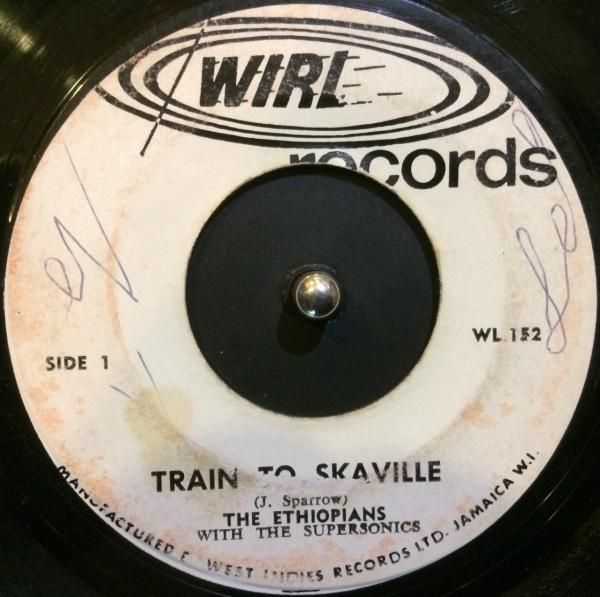 WIRL
records
SIDE 1
WL.152
TRAIN TO SKAVILLE
(J. Sparrow)
THE ETHIOPIANS
WITH THE SUPERSONICS
MANUFACTURED WEST INDIES RECORDS LTD. JAMAICA W.I.